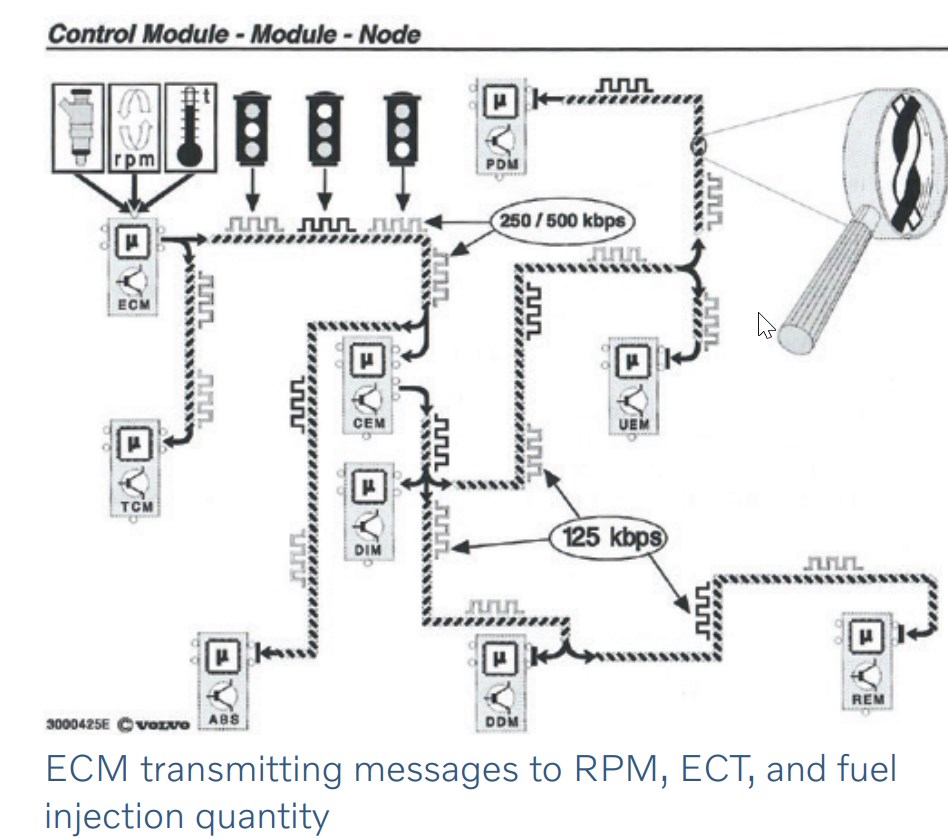 Control Module - Module - Node
t
rpm
µ
PDM
250 / 500 kbps
µ
ECM
µ
CEM
µ
UEM
µ
TCM
µ
DIM
125 kbps
µ
ABS
µ
DDM
µ
REM
3000425E © VOLVO
ECM transmitting messages to RPM, ECT, and fuel
injection quantity